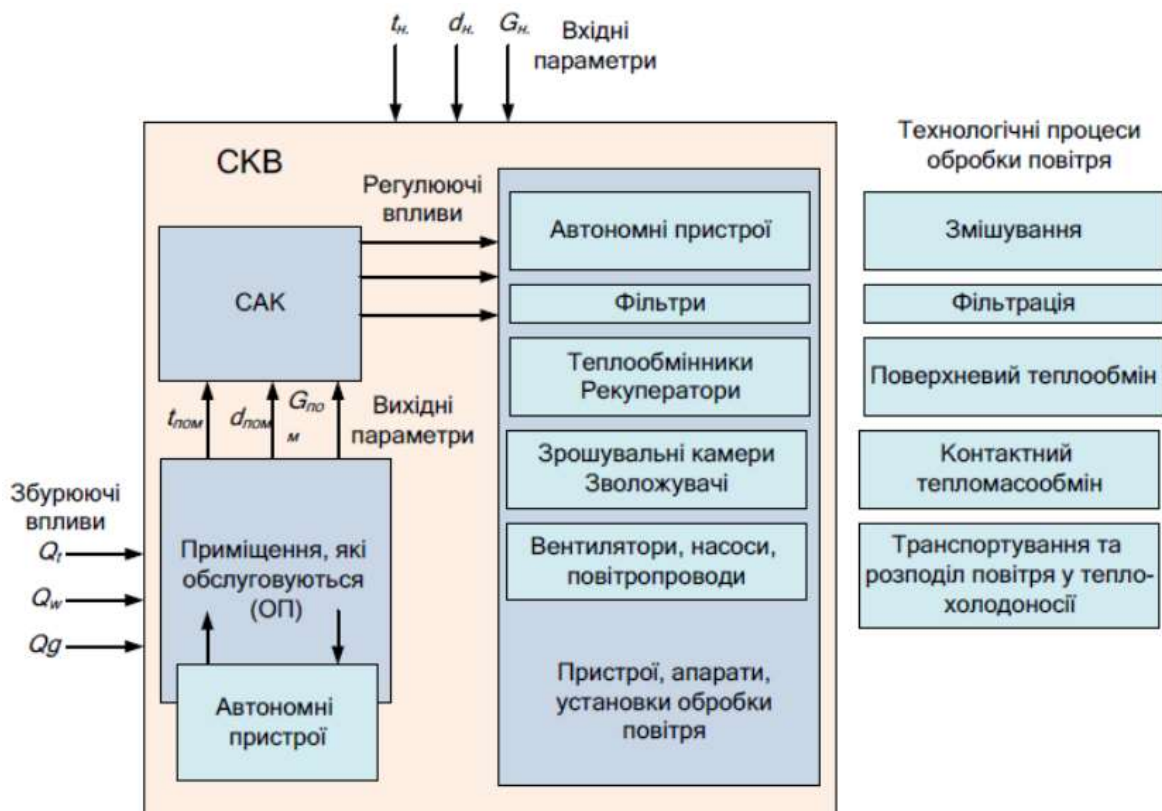 tн.
dн.
Gн.
Вхідні
параметри
СКВ
Регулюючі
впливи
САК
tпом
dпом
Gпо
м
Вихідні
параметри
Збурюючі
впливи
Qt
Qw
Qg
Приміщення, які
обслуговуються
(ОП)
Автономні
пристрої
Автономні пристрої
Фільтри
Теплообмінники
Рекуператори
Зрошувальні камери
Зволожувачі
Вентилятори, насоси,
повітропроводи
Пристрої, апарати,
установки обробки
повітря
Технологічні процеси
обробки повітря
Змішування
Фільтрація
Поверхневий теплообмін
Контактний
тепломасообмін
Транспортування та
розподіл повітря у тепло-
холодоносії